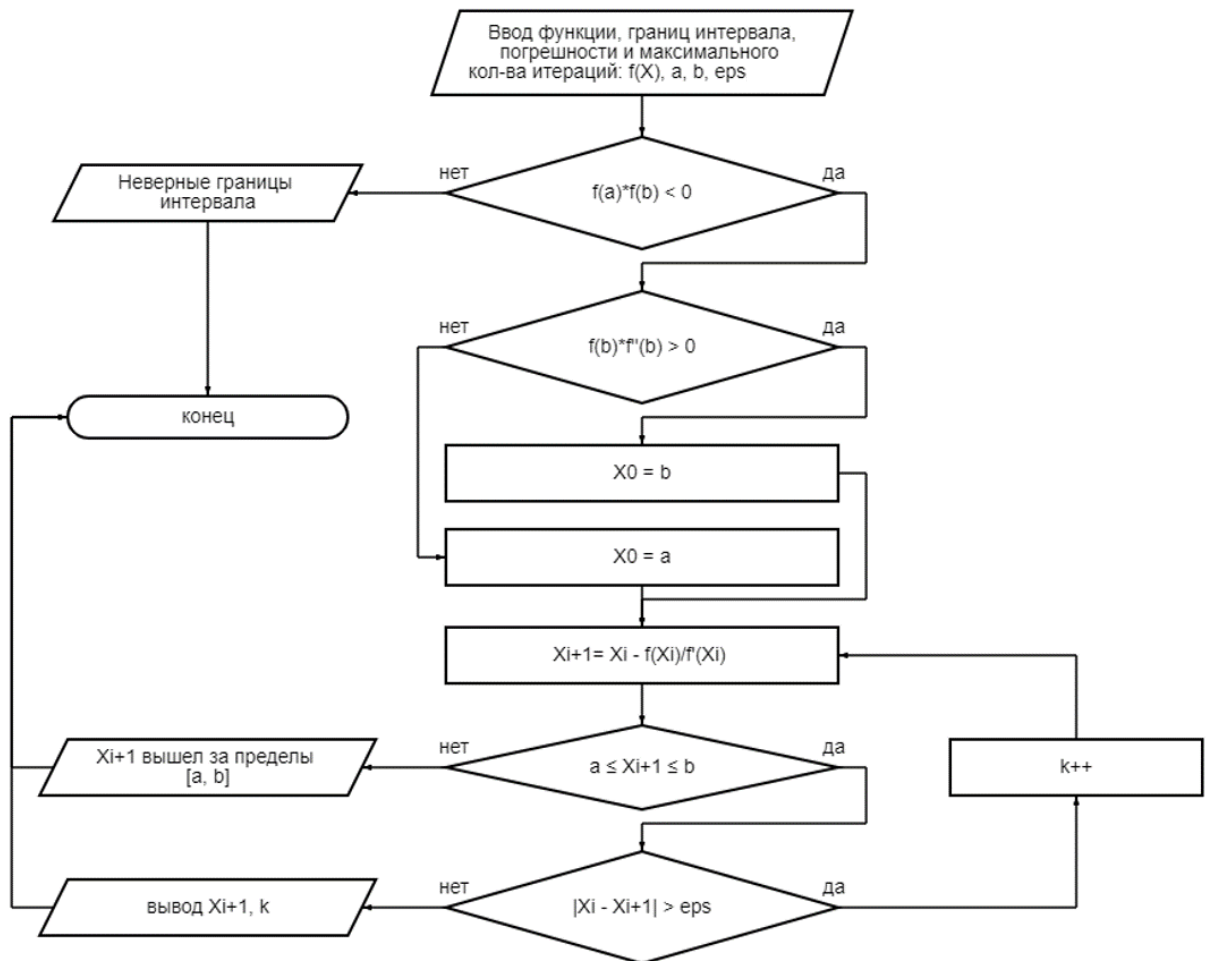 Ввод функции, границ интервала,
погрешности и максимального
кол-ва итераций: f(X), a, b, eps
нет
да
Неверные границы
интервала
f(a)*f(b) < 0
нет
да
f(b)*f"(b) > 0
конец
X0 = b
X0 = a
Xi+1= Xi - f(Xi)/f'(Xi)
нет
да
Xi+1 вышел за пределы
[a, b]
a ≤ Xi+1 ≤ b
k++
нет
да
вывод Xi+1, k
|Xi - Xi+1| > eps